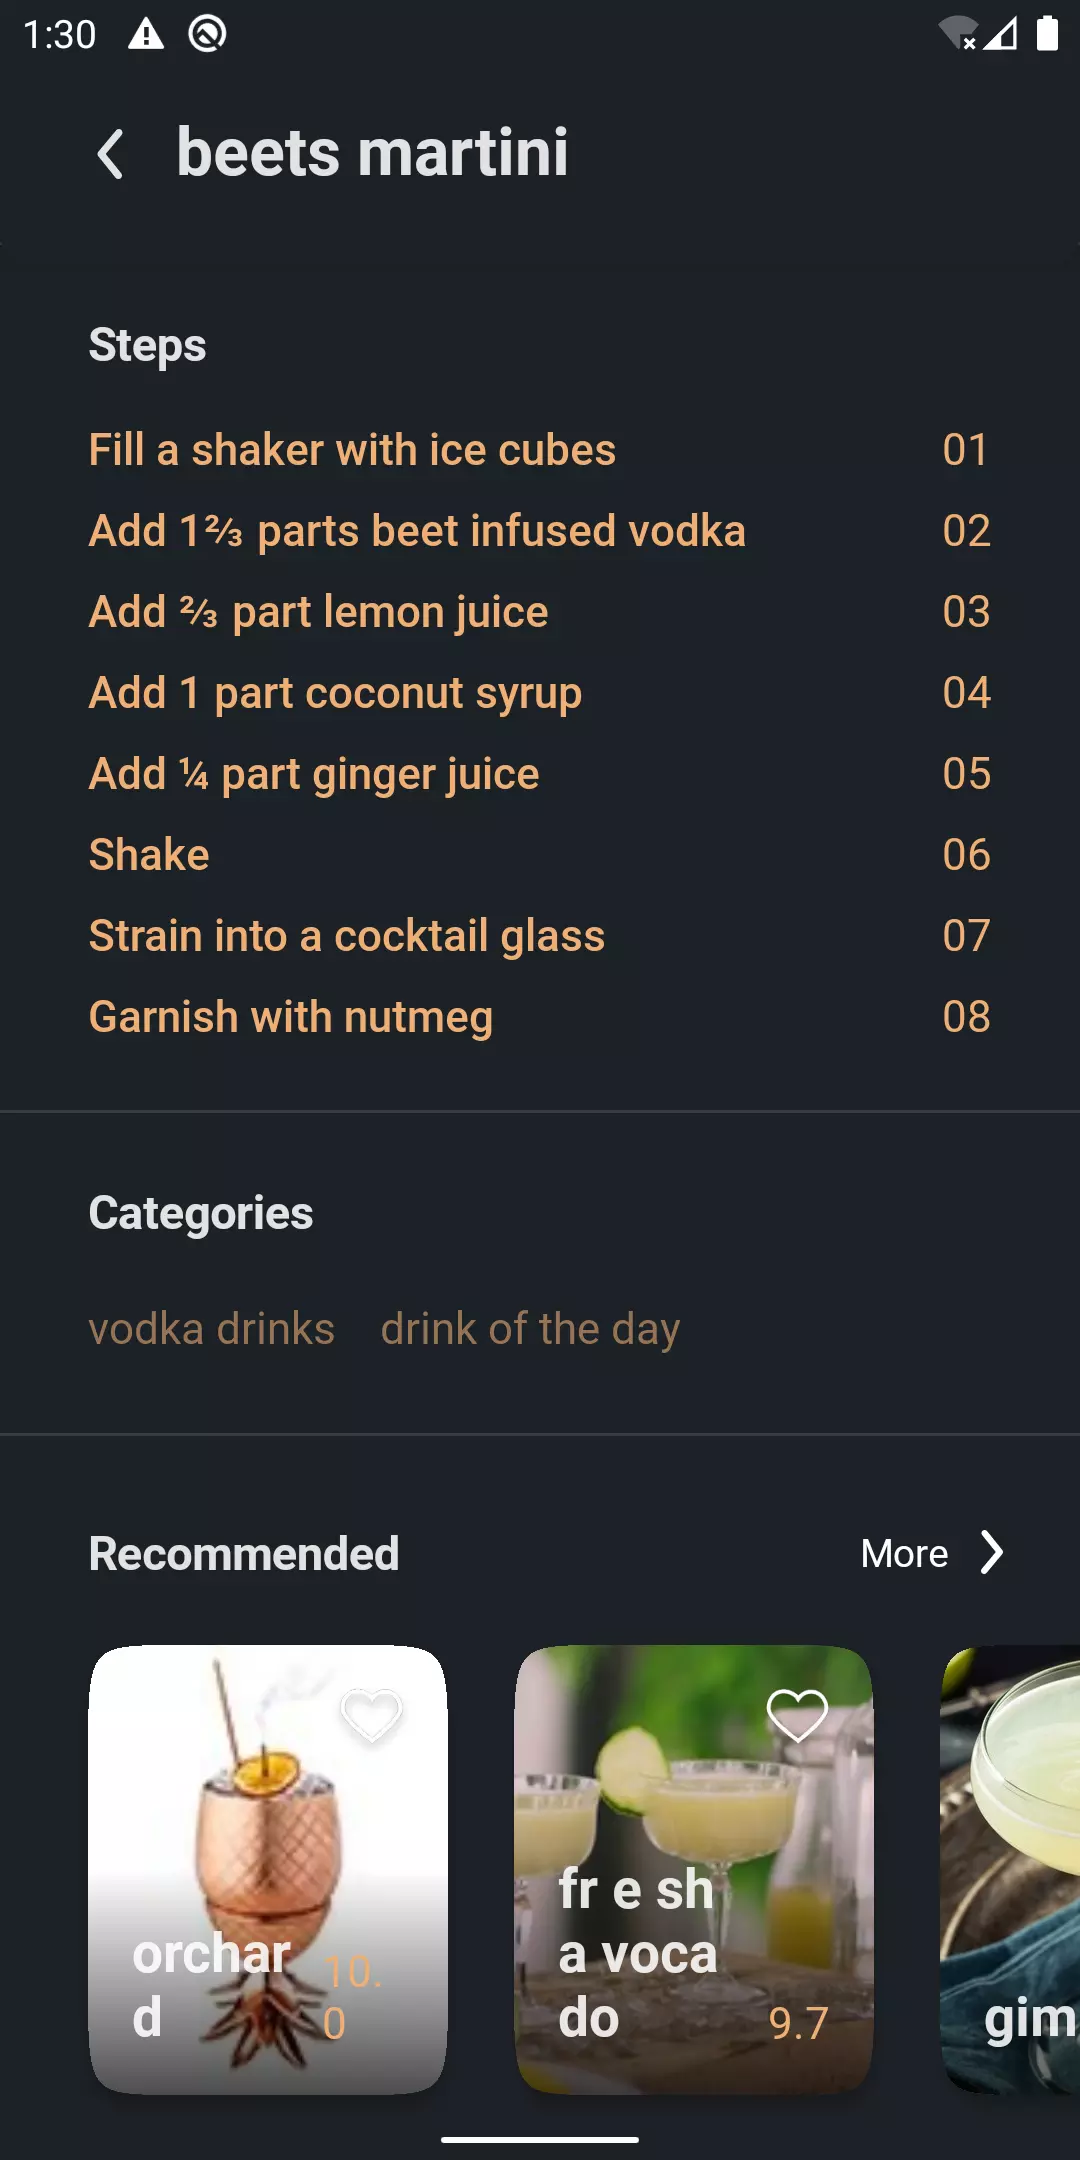 1:30
beets martini
Steps
Fill a shaker with ice cubes 01
Add 1⅔ parts beet infused vodka 02
Add ⅔ part lemon juice 03
Add 1 part coconut syrup 04
Add ¼ part ginger juice 05
Shake 06
Strain into a cocktail glass 07
Garnish with nutmeg 08
Categories
vodka drinks drink of the day
Recommended More
orchar
d
10.
0
fr e sh
a voca
do 9.7
gim